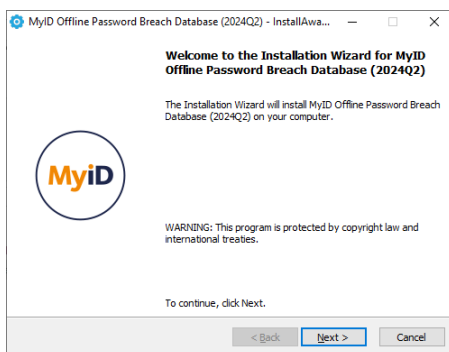 MyID Offline Password Breach Database (2024Q2) - InstallAwa...
Welcome to the Installation Wizard for MyID
Offline Password Breach Database (2024Q2)
The Installation Wizard will install MyID Offline Password Breach
Database (2024Q2) on your computer.
MyiD
WARNING: This program is protected by copyright law and
international treaties.
To continue, click Next.
< Back
Next >
Cancel